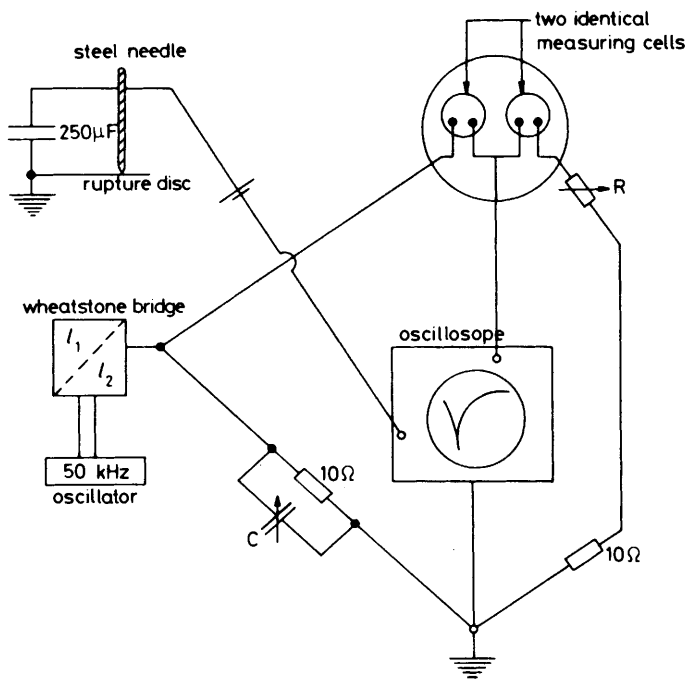 two identical
measuring cells
steel needle
250μF
rupture disc
R
wheatstone bridge
l₁
l₂
oscillosope
50 kHz
oscillator
10Ω
C
10Ω